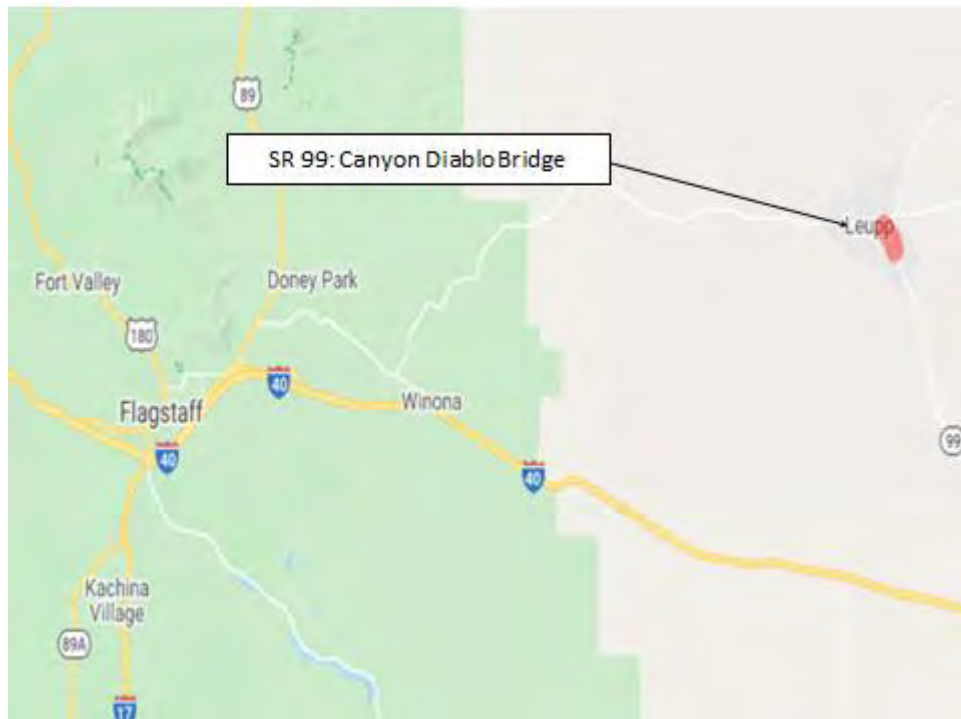 89
SR 99: Canyon Diablo Bridge
Leupp
Fort Valley
Doney Park
180
40
Winona
Flagstaff
99
40
40
Kachina
Village
89A
17